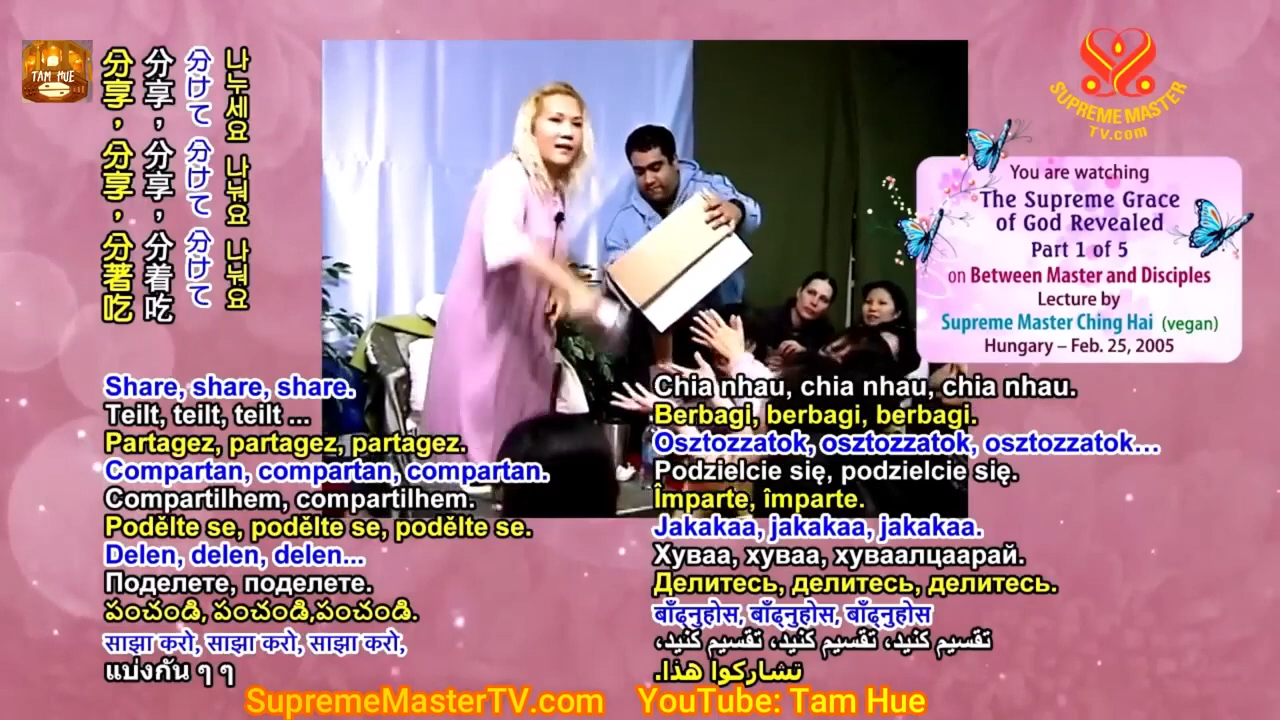 TAM HUE
分享，分享，分著吃
分享，分享，分着吃
分けて 分けて 分けて
나누세요 나눠요 나눠요
SUPREME MASTER
TV.com
You are watching
The Supreme Grace
of God Revealed
Part 1 of 5
on Between Master and Disciples
Lecture by
Supreme Master Ching Hai (vegan)
Hungary – Feb. 25, 2005
Share, share, share.
Teilt, teilt, teilt ...
Partagez, partagez, partagez.
Compartan, compartan, compartan.
Compartilhem, compartilhem.
Podělte se, podělte se, podělte se.
Delen, delen, delen...
Поделете, поделете.
పంచండి, పంచండి,పంచండి.
साझा करो, साझा करो, साझा करो,
แบ่งกัน ๆ ๆ
Chia nhau, chia nhau, chia nhau.
Berbagi, berbagi, berbagi.
Osztozzatok, osztozzatok, osztozzatok...
Podzielcie się, podzielcie się.
Împarte, împarte.
Jakakaa, jakakaa, jakakaa.
Хуваа, хуваа, хуваалцаарай.
Делитесь, делитесь, делитесь.
बाँढ्नुहोस, बाँढ्नुहोस, बाँढ्नुहोस
تقسیم کنید، تقسیم کنید، تقسیم کنید،
تشاركوا هذا.
SupremeMasterTV.com YouTube: Tam Hue